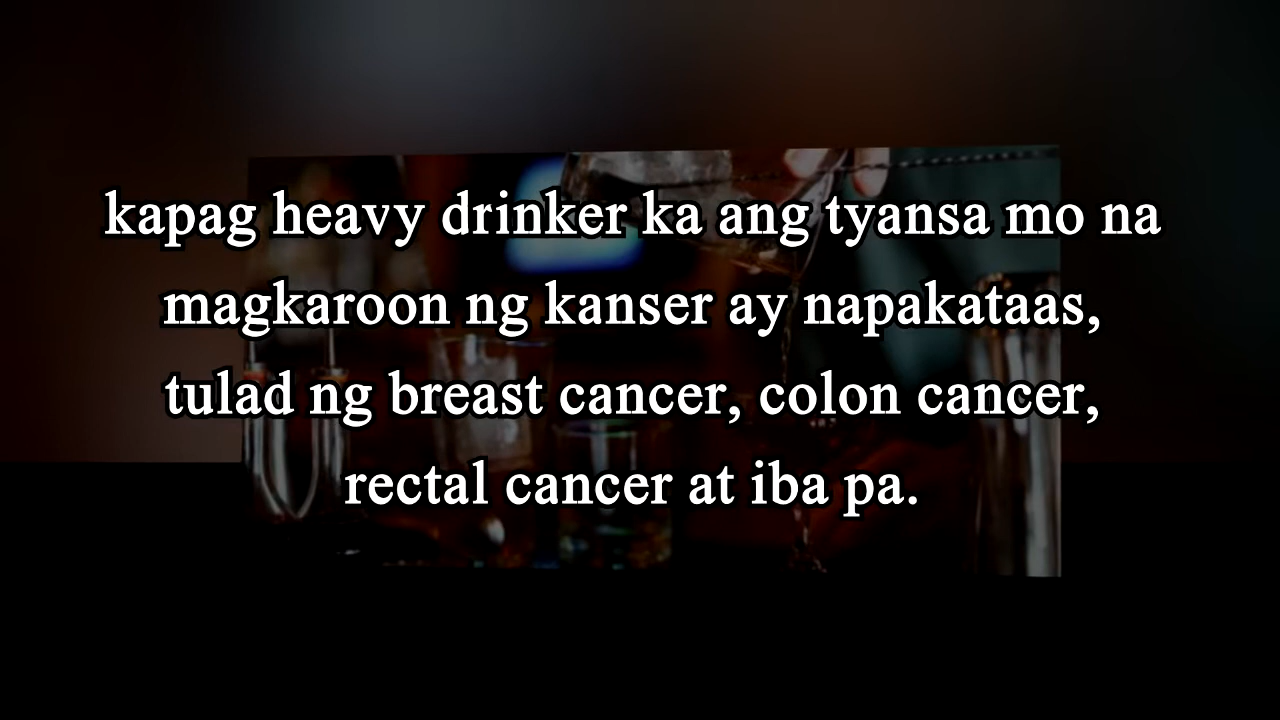 kapag heavy drinker ka ang tyansa mo na
magkaroon ng kanser ay napakataas,
tulad ng breast cancer, colon cancer,
rectal cancer at iba pa.